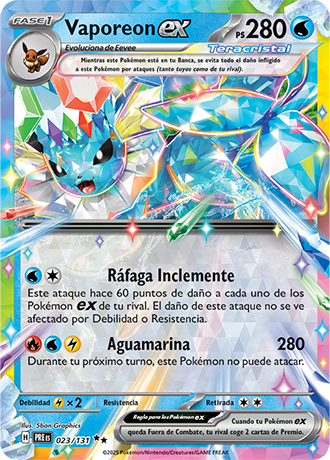 FASE 1
Vaporeon ex
PS 280
Evoluciona de Eevee
Teracristal
Mientras este Pokémon esté en tu Banca, se evita todo el daño infligido
a este Pokémon por ataques (tanto tuyos como de tu rival).
Ráfaga Inclemente
Este ataque hace 60 puntos de daño a cada uno de los
Pokémon ex de tu rival. El daño de este ataque no se ve
afectado por Debilidad o Resistencia.
Aguamarina 280
Durante tu próximo turno, este Pokémon no puede atacar.
Debilidad ×2 Resistencia Retirada
Illus. 5ban Graphics
Regla para los Pokémon ex
Cuando tu Pokémon ex
queda Fuera de Combate, tu rival coge 2 cartas de Premio.
H PRE ES 023/131
©2025 Pokémon/Nintendo/Creatures/GAME FREAK